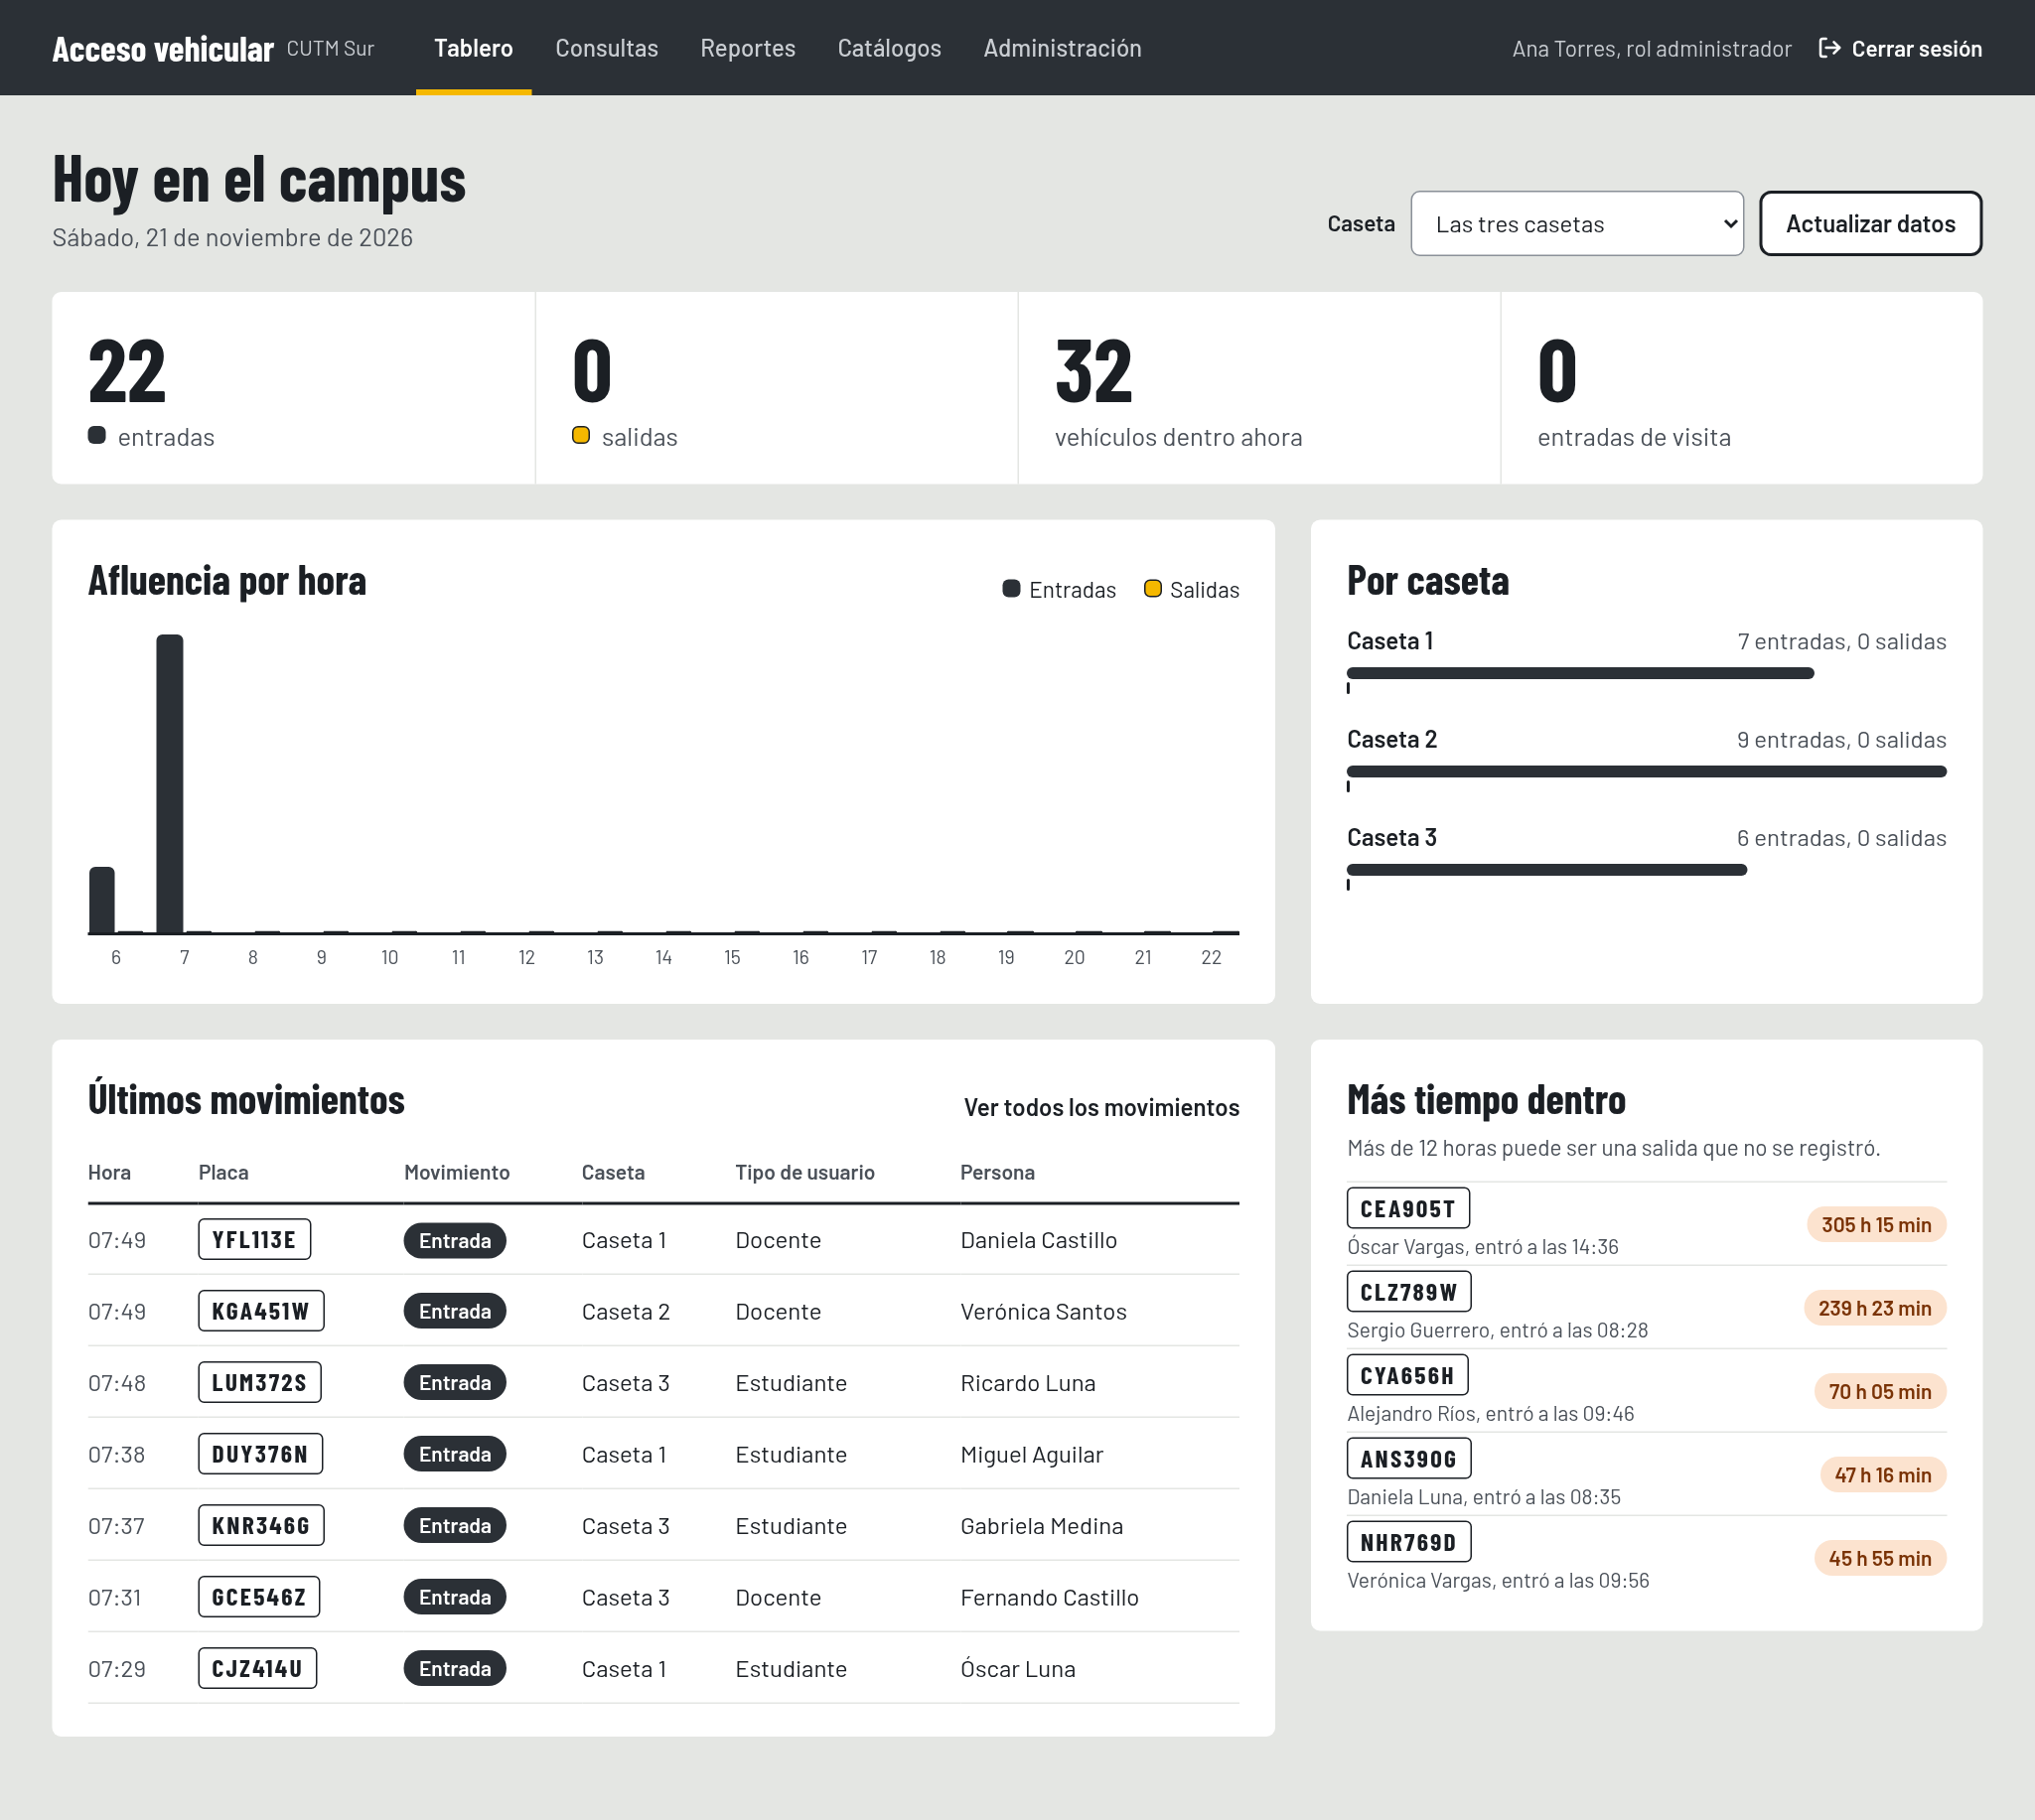 Acceso vehicular CUTM Sur Tablero Consultas Reportes Catálogos Administración Ana Torres, rol administrador Cerrar sesión
Hoy en el campus
Sábado, 21 de noviembre de 2026
Caseta Las tres casetas Actualizar datos
22
entradas
0
salidas
32
vehículos dentro ahora
0
entradas de visita
Afluencia por hora
Entradas Salidas
6 7 8 9 10 11 12 13 14 15 16 17 18 19 20 21 22
Por caseta
Caseta 1 7 entradas, 0 salidas
Caseta 2 9 entradas, 0 salidas
Caseta 3 6 entradas, 0 salidas
Últimos movimientos
Ver todos los movimientos
Hora Placa Movimiento Caseta Tipo de usuario Persona
07:49 YFL113E Entrada Caseta 1 Docente Daniela Castillo
07:49 KGA451W Entrada Caseta 2 Docente Verónica Santos
07:48 LUM372S Entrada Caseta 3 Estudiante Ricardo Luna
07:38 DUY376N Entrada Caseta 1 Estudiante Miguel Aguilar
07:37 KNR346G Entrada Caseta 3 Estudiante Gabriela Medina
07:31 GCE546Z Entrada Caseta 3 Docente Fernando Castillo
07:29 CJZ414U Entrada Caseta 1 Estudiante Óscar Luna
Más tiempo dentro
Más de 12 horas puede ser una salida que no se registró.
CEA905T
305 h 15 min
Óscar Vargas, entró a las 14:36
CLZ789W
239 h 23 min
Sergio Guerrero, entró a las 08:28
CYA656H
70 h 05 min
Alejandro Ríos, entró a las 09:46
ANS390G
47 h 16 min
Daniela Luna, entró a las 08:35
NHR769D
45 h 55 min
Verónica Vargas, entró a las 09:56